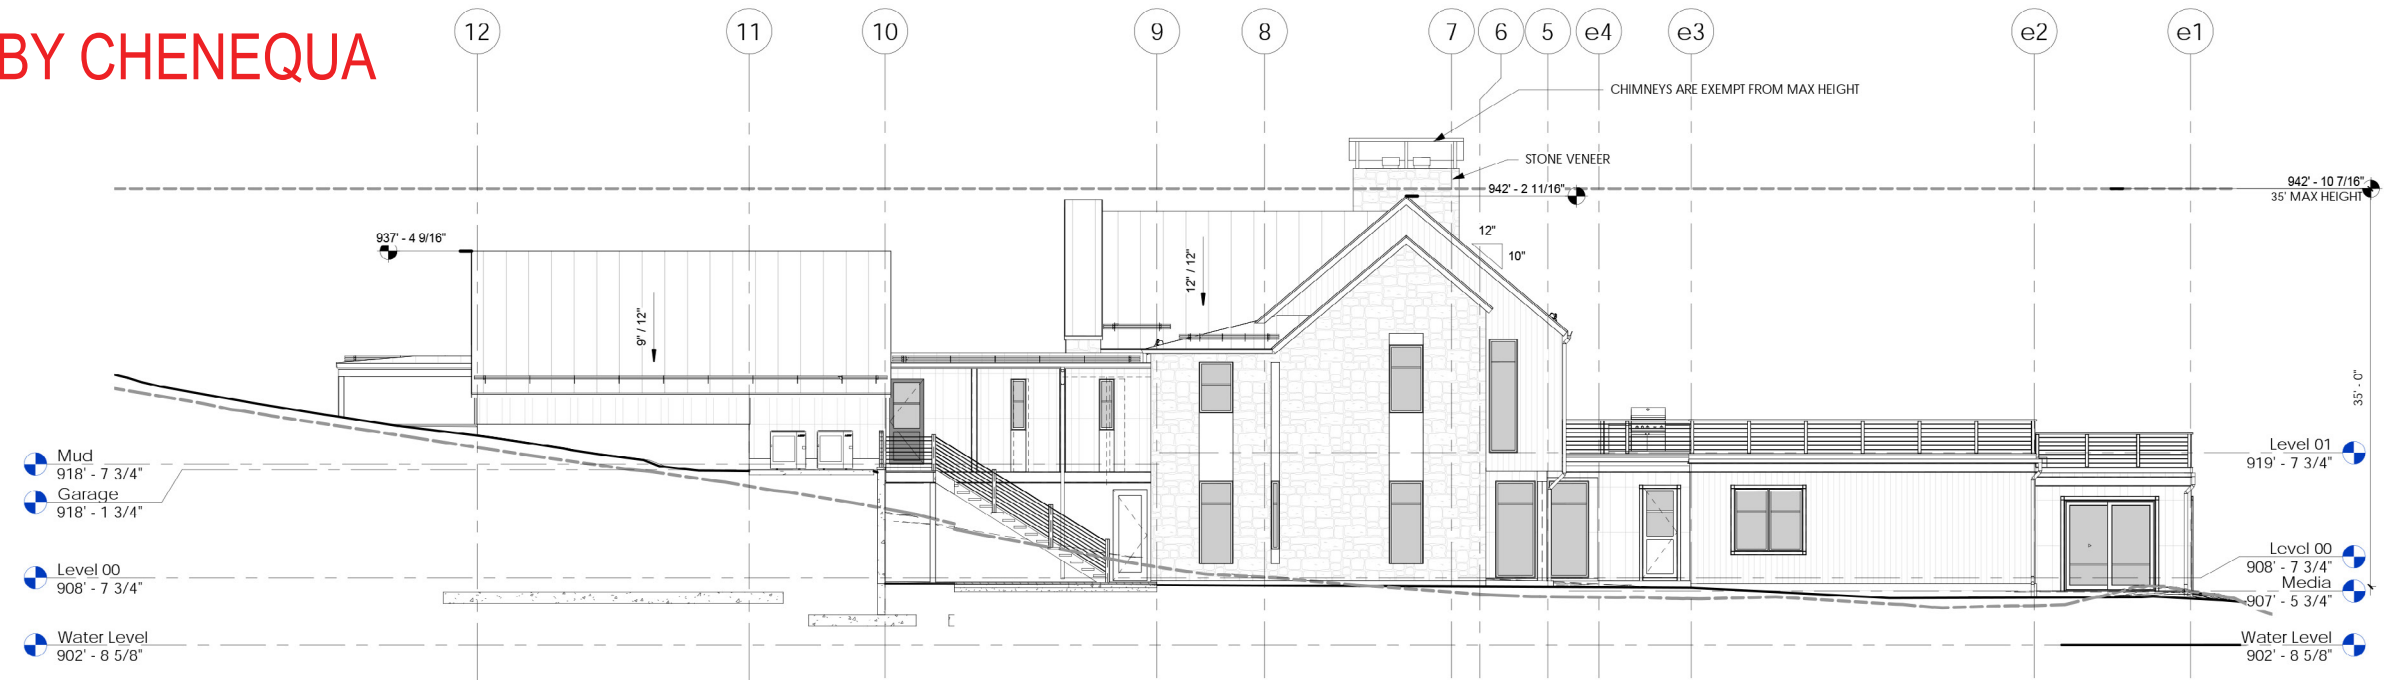 BY CHENEQUA
12
11
10
9
8
7
6
5
e4
e3
e2
e1
CHIMNEYS ARE EXEMPT FROM MAX HEIGHT
STONE VENEER
942' - 2 11/16"
942' - 10 7/16"
35' MAX HEIGHT
937' - 4 9/16"
12"
10"
12" / 12"
9" / 12"
35' - 0"
Mud
918' - 7 3/4"
Garage
918' - 1 3/4"
Level 00
908' - 7 3/4"
Water Level
902' - 8 5/8"
Level 01
919' - 7 3/4"
Level 00
908' - 7 3/4"
Media
907' - 5 3/4"
Water Level
902' - 8 5/8"